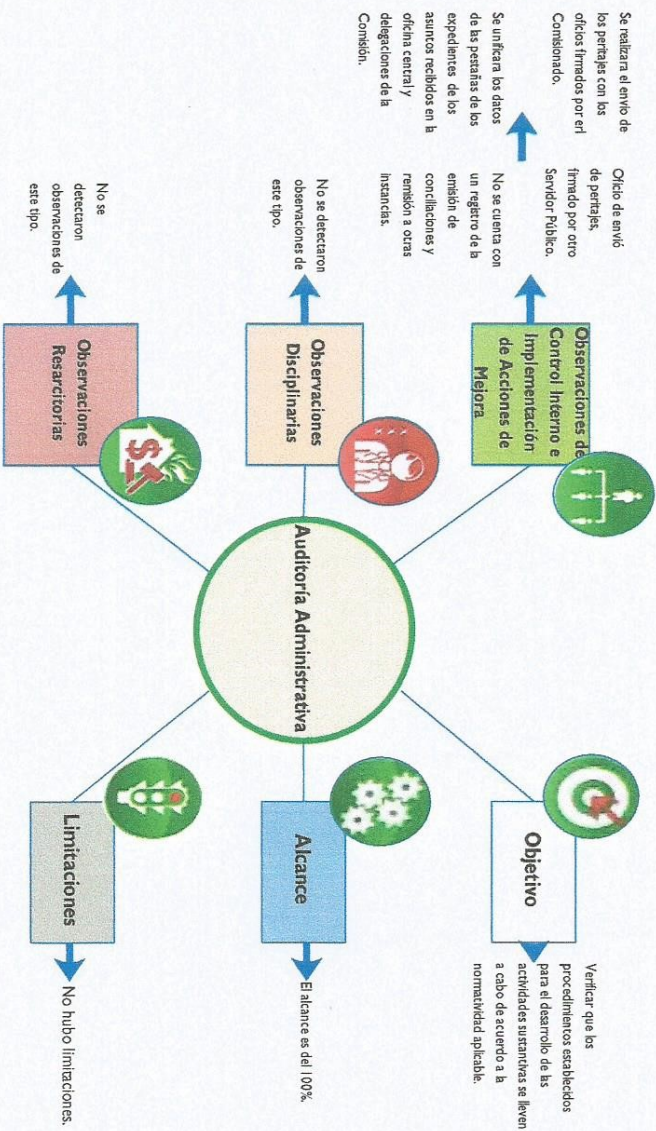 Se realizara el envío de
los peritajes con los
oficios firmados por erl
Comisionado.
Se unificara los datos
de las pestañas de los
expedientes de los
asuntos recibidos en la
oficina central y
delegaciones de la
Comisión.
Oficio de envió
de peritajes,
firmado por otro
Servidor Público.
No se cuenta con
un registro de la
emisión de
conciliaciones y
remisión a otras
instancias.
Observaciones de
Control Interno e
Implementación
de Acciones de
Mejora
No se detectaron
observaciones de
este tipo.
Observaciones
Disciplinarias
No se
detectaron
observaciones de
este tipo.
Observaciones
Resarcitorias
Auditoría Administrativa
Objetivo
Verificar que los
procedimientos establecidos
para el desarrollo de las
actividades sustantivas se lleven
a cabo de acuerdo a la
normatividad aplicable.
Alcance
El alcance es del 100%.
Limitaciones
No hubo limitaciones.
$